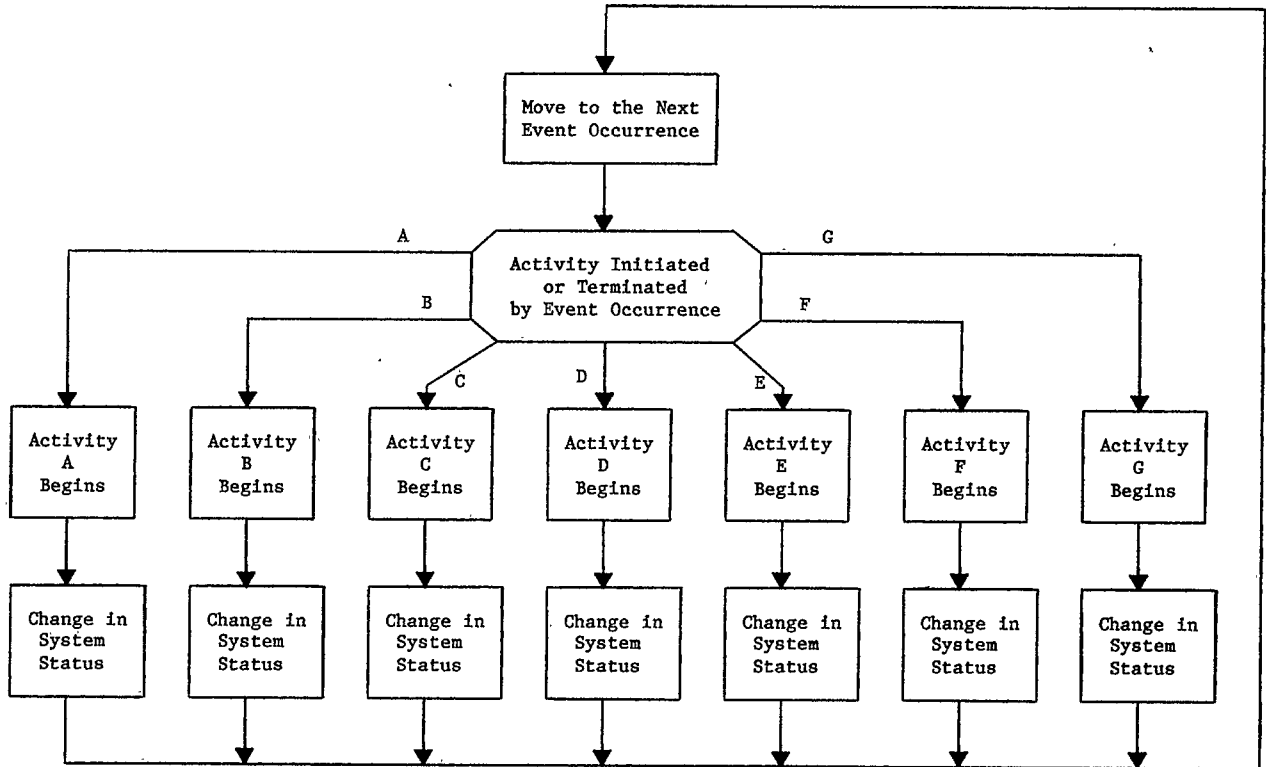 Move to the Next
Event Occurrence
A
G
Activity Initiated
or Terminated
by Event Occurrence
B
F
C
D
E
Activity
A
Begins
Activity
B
Begins
Activity
C
Begins
Activity
D
Begins
Activity
E
Begins
Activity
F
Begins
Activity
G
Begins
Change in
System
Status
Change in
System
Status
Change in
System
Status
Change in
System
Status
Change in
System
Status
Change in
System
Status
Change in
System
Status